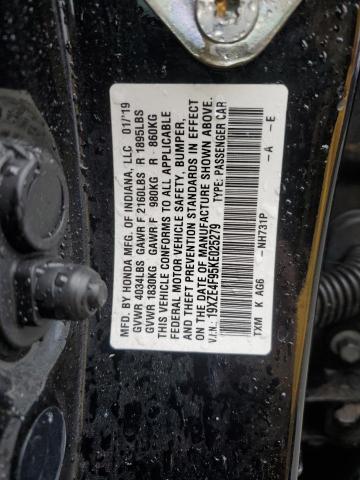 MFD. BY HONDA MFG. OF INDIANA, LLC 01/'19
GVWR 4034LBS GAWR F 2160LBS R 1895LBS
GVWR 1830KG GAWR F 980KG R 860KG
THIS VEHICLE CONFORMS TO ALL APPLICABLE
FEDERAL MOTOR VEHICLE SAFETY, BUMPER,
AND THEFT PREVENTION STANDARDS IN EFFECT
ON THE DATE OF MANUFACTURE SHOWN ABOVE.
V.I.N.: 19XZE4F95KE025279 TYPE: PASSENGER CAR
TXM K AG6 -NH731P -A -E